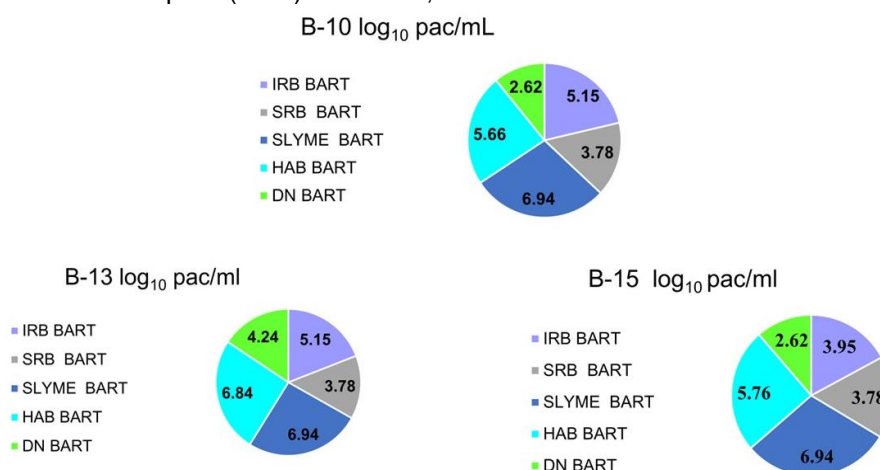 B-10 log₁₀ pac/mL
IRB BART
SRB BART
SLYME BART
HAB BART
DN BART
2.62
5.15
5.66
3.78
6.94
B-13 log₁₀ pac/ml
IRB BART
SRB BART
SLYME BART
HAB BART
DN BART
4.24
5.15
6.84
3.78
6.94
B-15 log₁₀ pac/ml
IRB BART
SRB BART
SLYME BART
HAB BART
DN BART
2.62
3.95
5.76
3.78
6.94